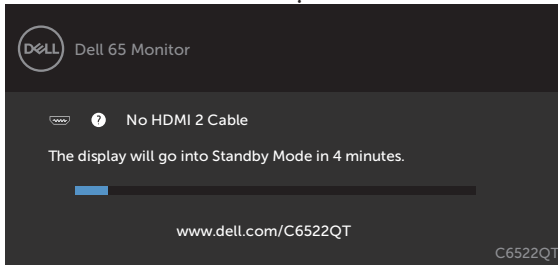 DELL Dell 65 Monitor
? No HDMI 2 Cable
The display will go into Standby Mode in 4 minutes.
www.dell.com/C6522QT
C6522QT